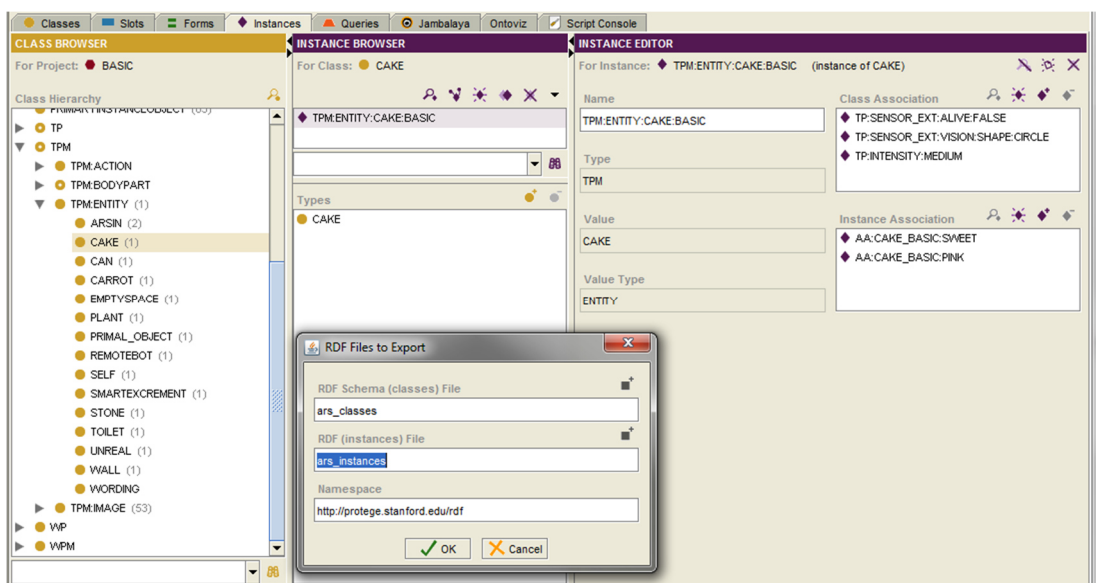 Classes Slots Forms Instances Queries Jambalaya Ontoviz Script Console
CLASS BROWSER
For Project: BASIC
Class Hierarchy
PRIMARYINSTANCEOBJECT (65)
TP
TPM
TPM:ACTION
TPM:BODYPART
TPM:ENTITY (1)
ARSIN (2)
CAKE (1)
CAN (1)
CARROT (1)
EMPTYSPACE (1)
PLANT (1)
PRIMAL_OBJECT (1)
REMOTEBOT (1)
SELF (1)
SMARTEXCREMENT (1)
STONE (1)
TOILET (1)
UNREAL (1)
WALL (1)
WORDING
TPM:IMAGE (53)
WP
WPM
INSTANCE BROWSER
For Class: CAKE
TPM:ENTITY:CAKE:BASIC
Types
CAKE
INSTANCE EDITOR
For Instance: TPM:ENTITY:CAKE:BASIC (instance of CAKE)
Name
TPM:ENTITY:CAKE:BASIC
Type
TPM
Value
CAKE
Value Type
ENTITY
Class Association
TP:SENSOR_EXT:ALIVE:FALSE
TP:SENSOR_EXT:VISION:SHAPE:CIRCLE
TP:INTENSITY:MEDIUM
Instance Association
AA:CAKE_BASIC:SWEET
AA:CAKE_BASIC:PINK
RDF Files to Export
RDF Schema (classes) File
ars_classes
RDF (instances) File
ars_instances
Namespace
http://protege.stanford.edu/rdf
OK Cancel